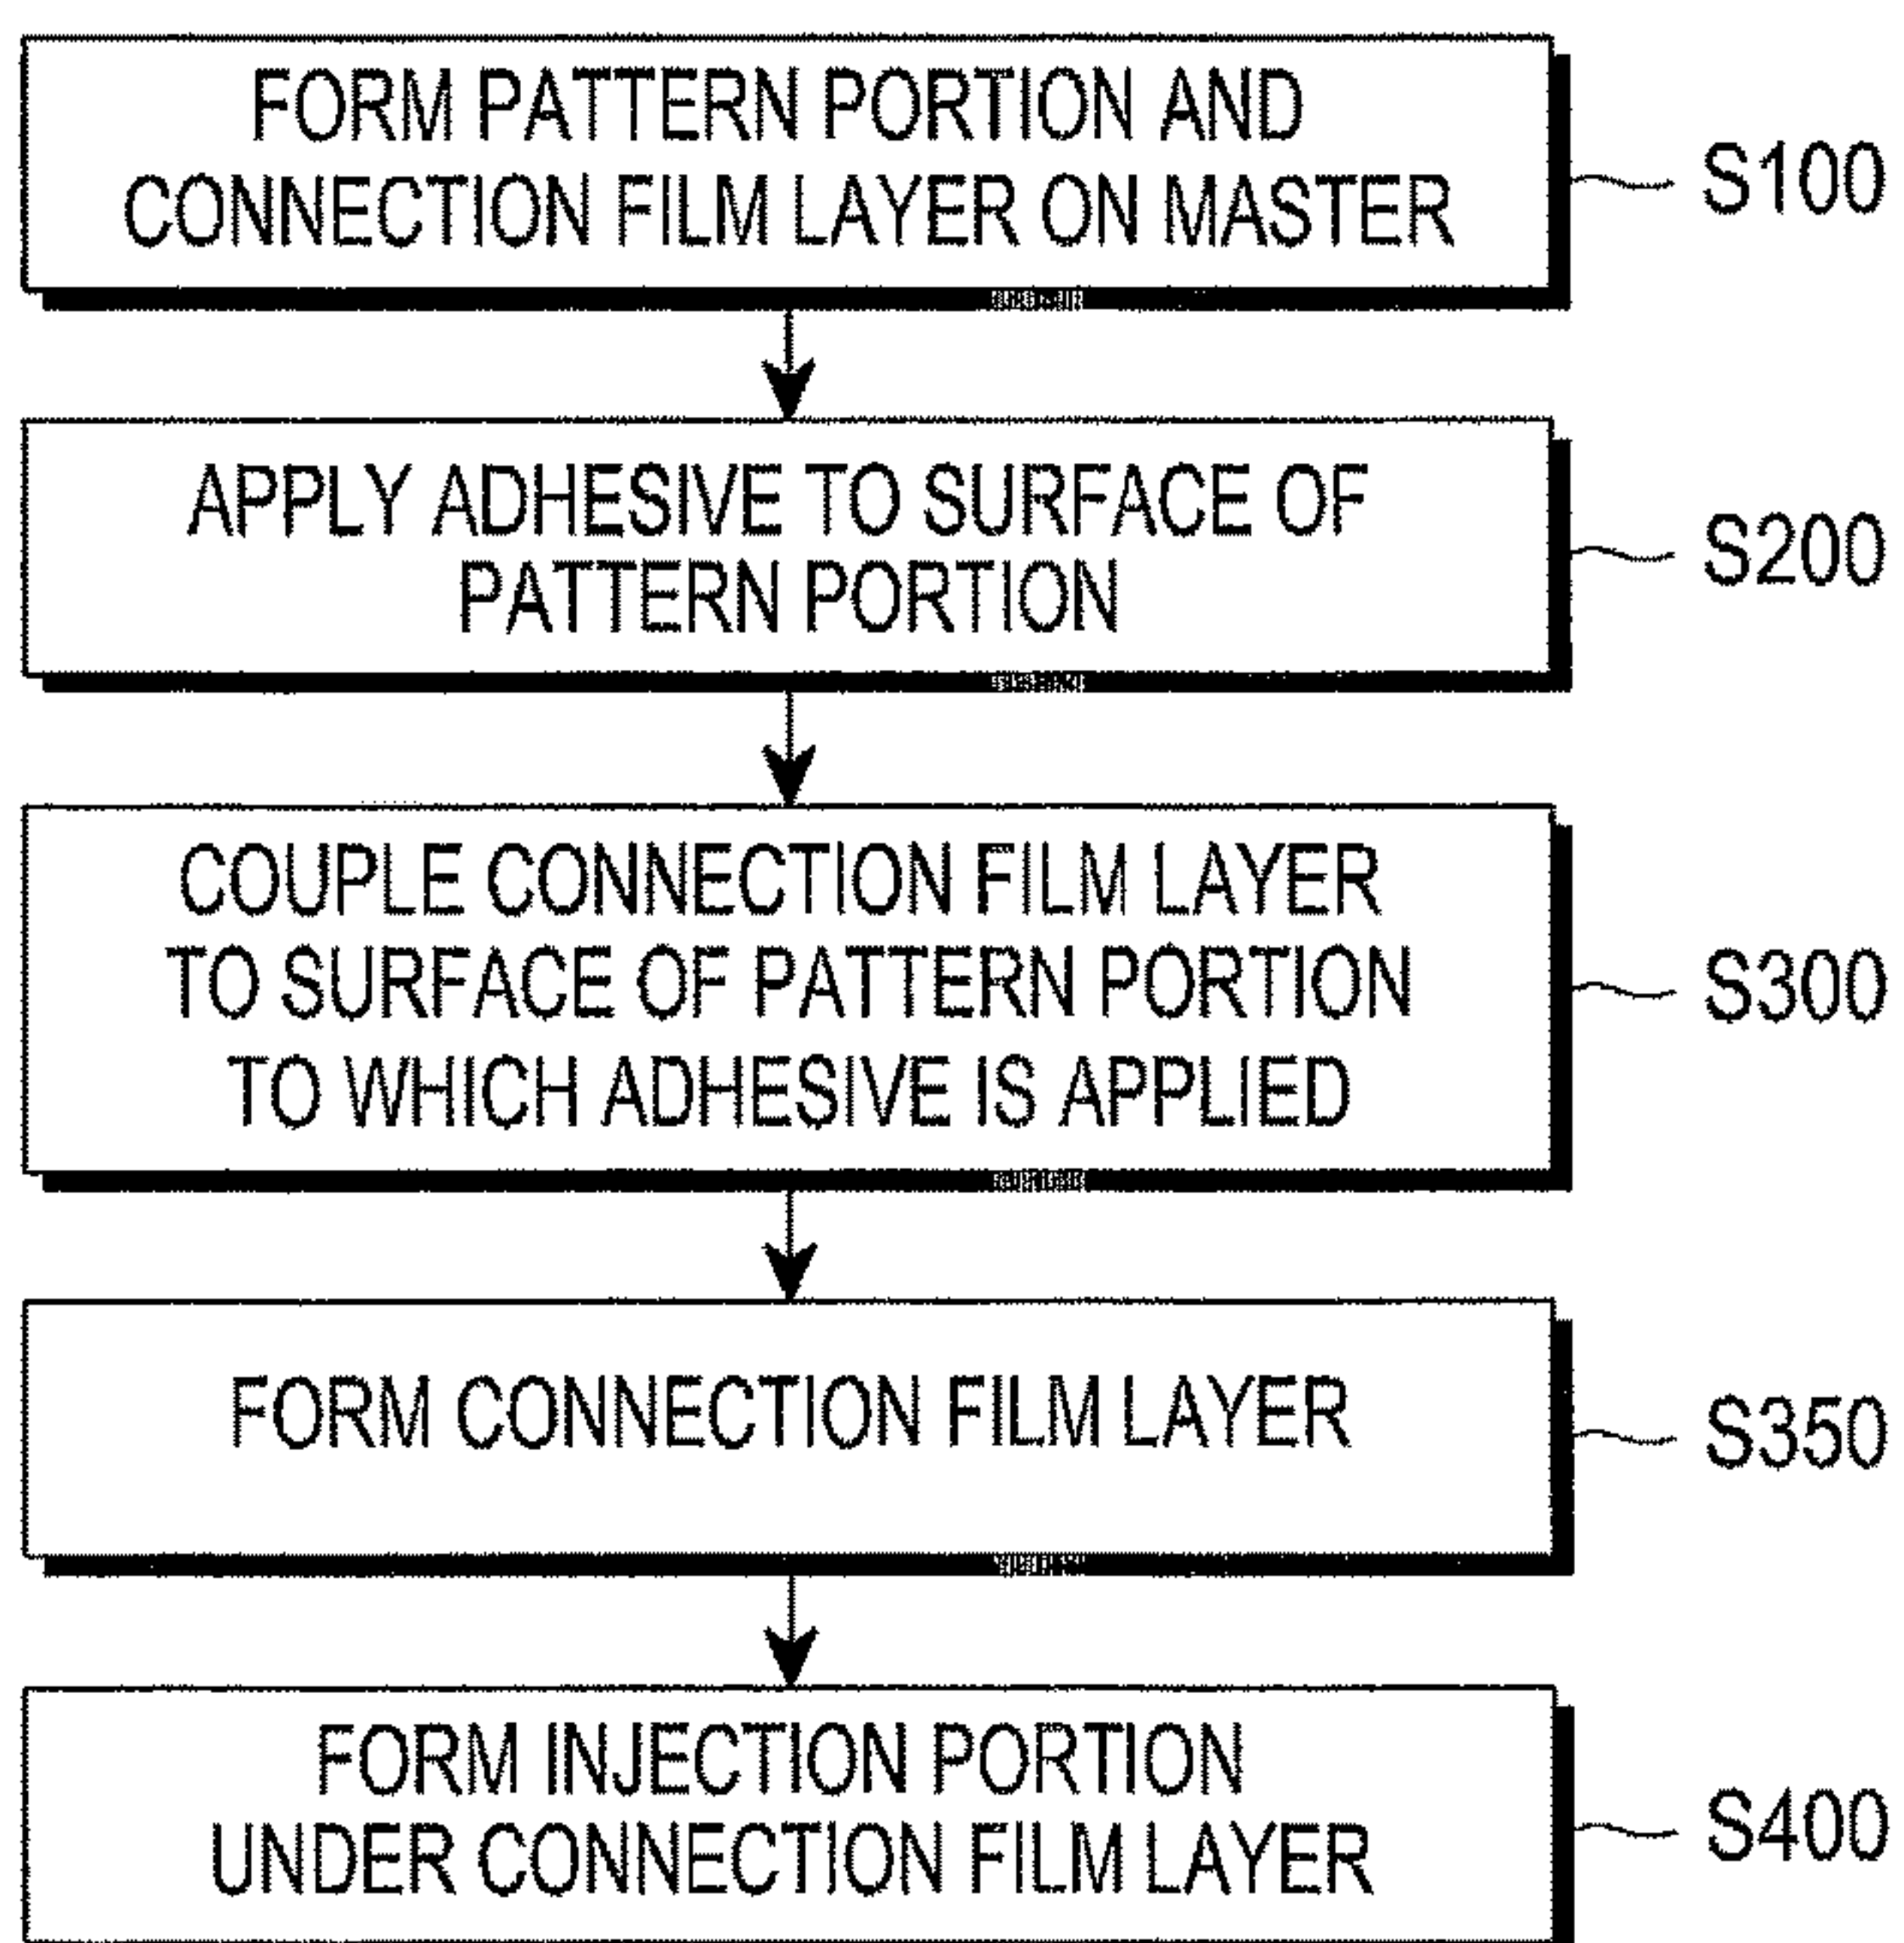 FORM PATTERN PORTION AND
CONNECTION FILM LAYER ON MASTER
S100
APPLY ADHESIVE TO SURFACE OF
PATTERN PORTION
S200
COUPLE CONNECTION FILM LAYER
TO SURFACE OF PATTERN PORTION
TO WHICH ADHESIVE IS APPLIED
S300
FORM CONNECTION FILM LAYER
S350
FORM INJECTION PORTION
UNDER CONNECTION FILM LAYER
S400